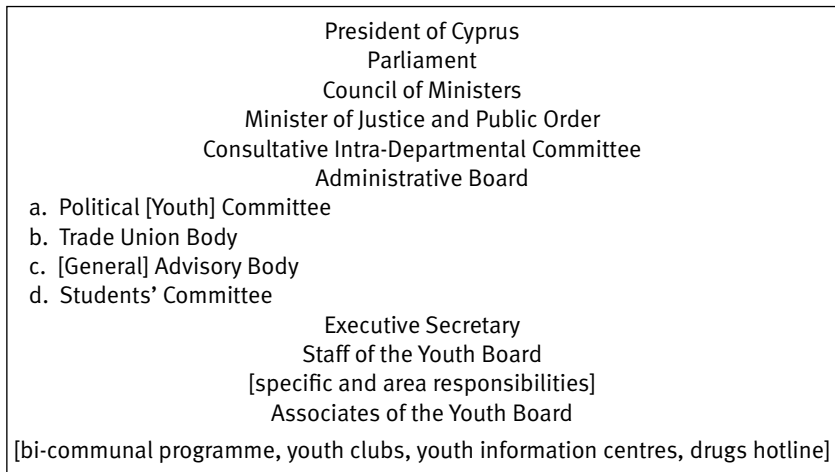 President of Cyprus
Parliament
Council of Ministers
Minister of Justice and Public Order
Consultative Intra-Departmental Committee
Administrative Board
a. Political [Youth] Committee
b. Trade Union Body
c. [General] Advisory Body
d. Students’ Committee
Executive Secretary
Staff of the Youth Board
[specific and area responsibilities]
Associates of the Youth Board
[bi-communal programme, youth clubs, youth information centres, drugs hotline]